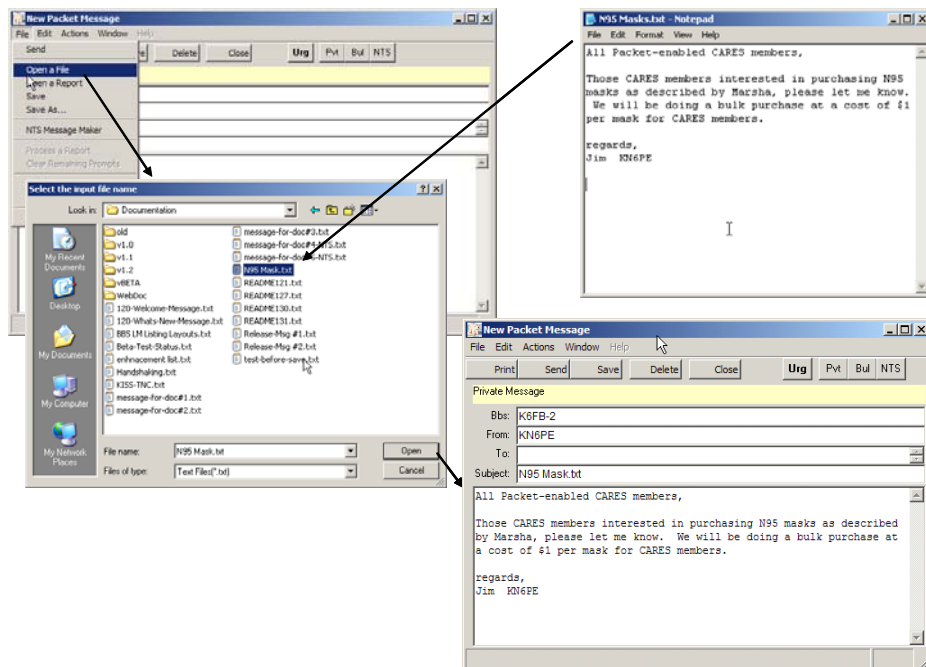 New Packet Message
File Edit Actions Window Help
Send
Open a File
Open a Report
Save
Save As...
NTS Message Maker
Process a Report
Clear Remaining Prompts
Delete Close Urg Pvt Bul NTS
Select the input file name
Look in: Documentation
My Recent
Documents
Desktop
My Documents
My Computer
My Network
Places
old
v1.0
v1.1
v1.2
vBETA
WebDoc
120-Welcome-Message.txt
120-Whats-New-Message.txt
BBS LM Listing Layouts.txt
Beta-Test-Status.txt
enhnacement list.txt
Handshaking.txt
KISS-TNC.txt
message-for-doc#1.txt
message-for-doc#2.txt
message-for-doc#3.txt
message-for-doc#4-NTS.txt
N95 Mask.txt
README121.txt
README127.txt
README130.txt
README131.txt
Release-Msg #1.txt
Release-Msg #2.txt
test-before-save.txt
File name: N95 Mask.txt Open
Files of type: Text Files(*.txt) Cancel
N95 Masks.txt - Notepad
File Edit Format View Help
All Packet-enabled CARES members,
Those CARES members interested in purchasing N95
masks as described by Marsha, please let me know.
We will be doing a bulk purchase at a cost of $1
per mask for CARES members.
regards,
Jim KN6PE
New Packet Message
File Edit Actions Window Help
Print Send Save Delete Close Urg Pvt Bul NTS
Private Message
Bbs: K6FB-2
From: KN6PE
To:
Subject: N95 Mask.txt
All Packet-enabled CARES members,
Those CARES members interested in purchasing N95 masks as described
by Marsha, please let me know. We will be doing a bulk purchase at
a cost of $1 per mask for CARES members.
regards,
Jim KN6PE